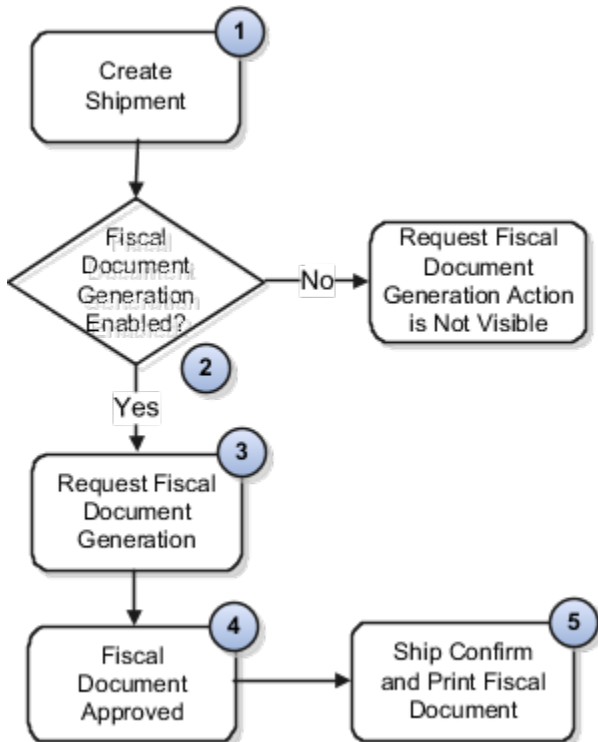 1
Create
Shipment
Fiscal
Document
Generation
Enabled?
No
Request Fiscal
Document
Generation Action
is Not Visible
2
Yes
3
Request Fiscal
Document
Generation
4
Fiscal
Document
Approved
5
Ship Confirm
and Print Fiscal
Document